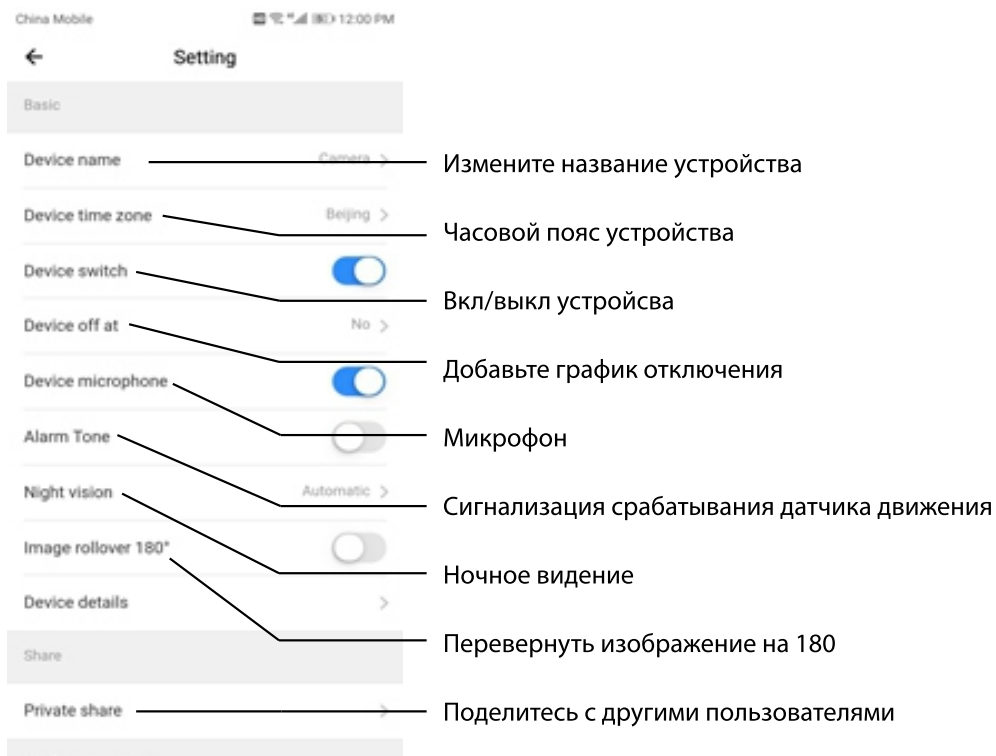 China Mobile 12:00 PM
Setting
Basic
Device name Camera > Измените название устройства
Device time zone Beijing > Часовой пояс устройства
Device switch Вкл/выкл устройсва
Device off at No > Добавьте график отключения
Device microphone Микрофон
Alarm Tone Сигнализация срабатывания датчика движения
Night vision Automatic > Ночное видение
Image rollover 180° Перевернуть изображение на 180
Device details >
Share
Private share > Поделитесь с другими пользователями